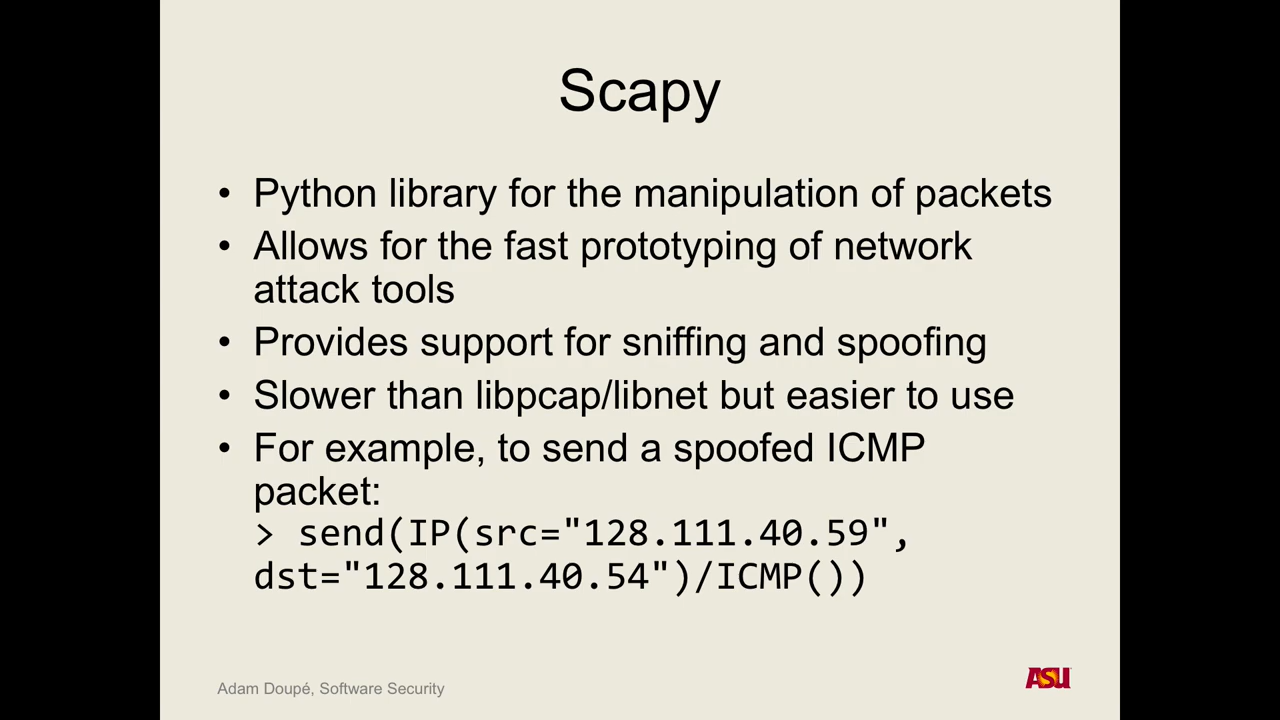 Scapy
• Python library for the manipulation of packets
• Allows for the fast prototyping of network
attack tools
• Provides support for sniffing and spoofing
• Slower than libpcap/libnet but easier to use
• For example, to send a spoofed ICMP
packet:
> send(IP(src="128.111.40.59",
dst="128.111.40.54")/ICMP())
Adam Doupé, Software Security
ASU